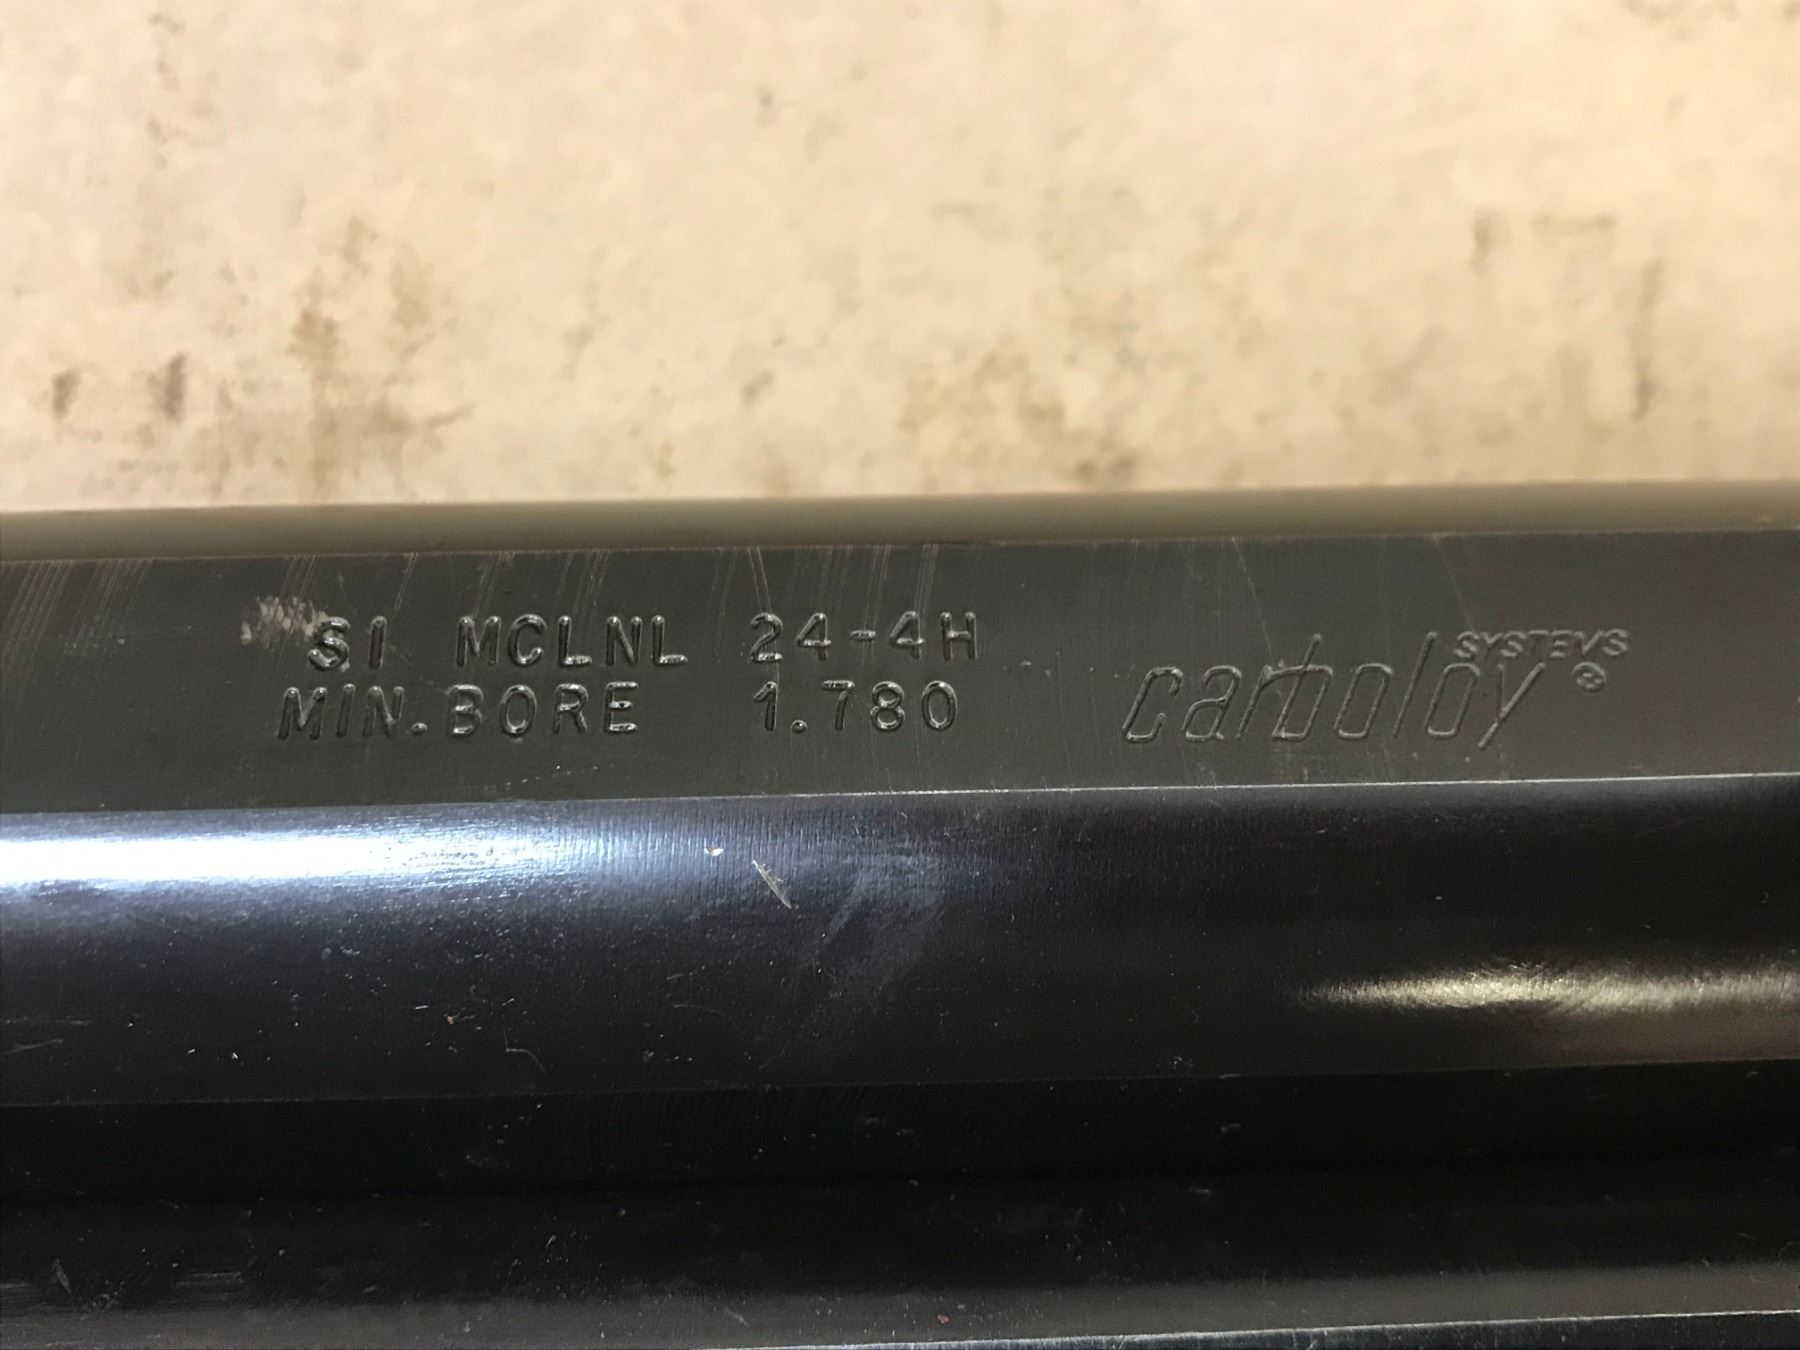 SI MCLNL 24-4H
MIN.BORE 1.780
carboloy SYSTEMS ®